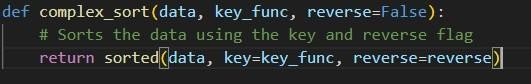 def complex_sort(data, key_func, reverse=False):
    # Sorts the data using the key and reverse flag
    return sorted(data, key=key_func, reverse=reverse)